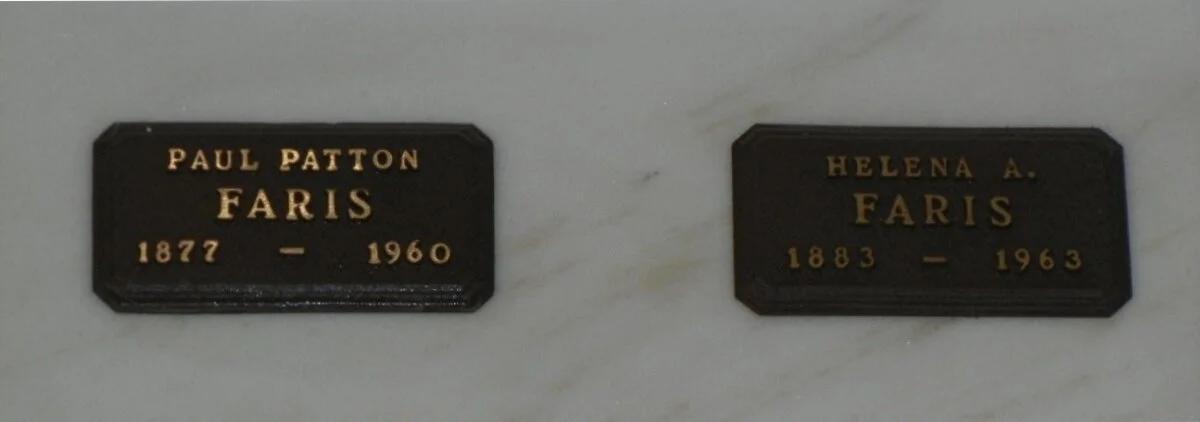 PAUL PATTON
FARIS
1877 — 1960
HELENA A.
FARIS
1883 — 1963